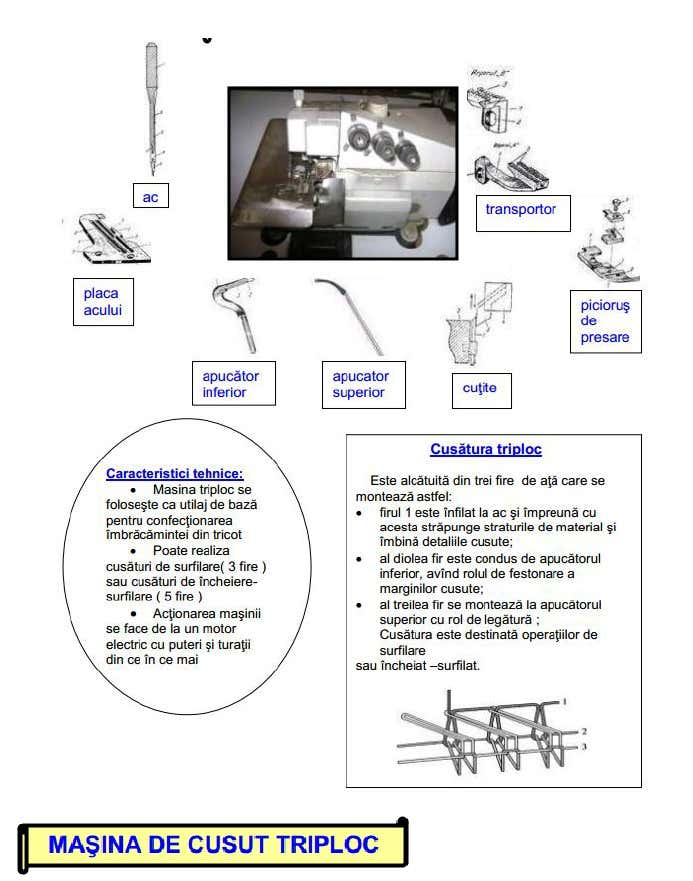 Reperul „B"
Reperul „A"
ac
transportor
placa
acului
picioruş
de
presare
apucător
inferior
apucator
superior
cuţite
Caracteristici tehnice:
• Masina triploc se
foloseşte ca utilaj de bază
pentru confecţionarea
îmbrăcămintei din tricot
• Poate realiza
cusături de surfilare( 3 fire )
sau cusături de încheiere-
surfilare ( 5 fire )
• Acţionarea maşinii
se face de la un motor
electric cu puteri şi turaţii
din ce în ce mai
Cusătura triploc
Este alcătuită din trei fire de aţă care se
montează astfel:
• firul 1 este înfilat la ac şi împreună cu
acesta străpunge straturile de material şi
îmbină detaliile cusute;
• al diolea fir este condus de apucătorul
inferior, avînd rolul de festonare a
marginilor cusute;
• al treilea fir se montează la apucătorul
superior cu rol de legătură ;
Cusătura este destinată operaţiilor de
surfilare
sau încheiat –surfilat.
1
2
3
MAŞINA DE CUSUT TRIPLOC